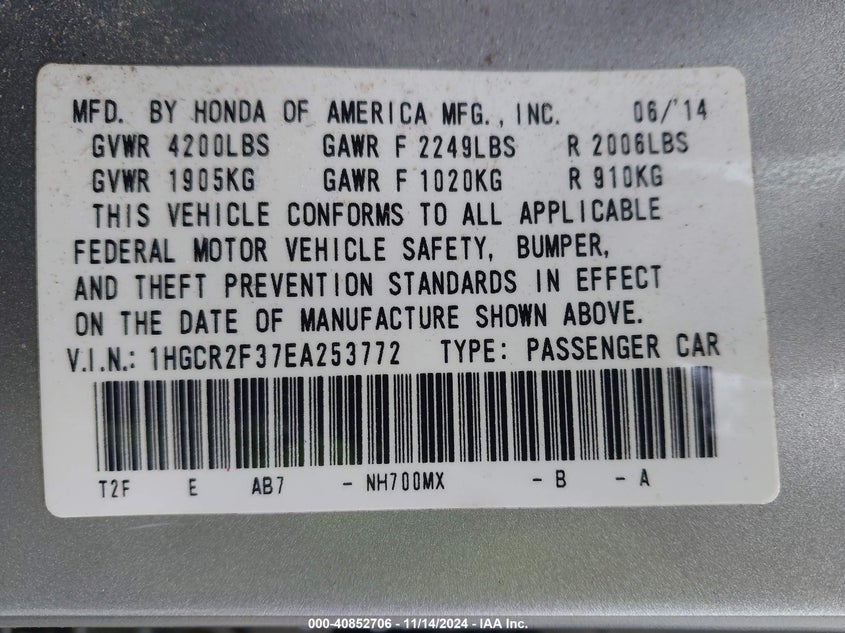 MFD. BY HONDA OF AMERICA MFG., INC. 06/'14
GVWR 4200LBS GAWR F 2249LBS R 2006LBS
GVWR 1905KG GAWR F 1020KG R 910KG
THIS VEHICLE CONFORMS TO ALL APPLICABLE
FEDERAL MOTOR VEHICLE SAFETY, BUMPER,
AND THEFT PREVENTION STANDARDS IN EFFECT
ON THE DATE OF MANUFACTURE SHOWN ABOVE.
V.I.N.: 1HGCR2F37EA253772 TYPE: PASSENGER CAR
T2F E AB7 - NH700MX - B - A
000-40852706 - 11/14/2024 - IAA Inc.